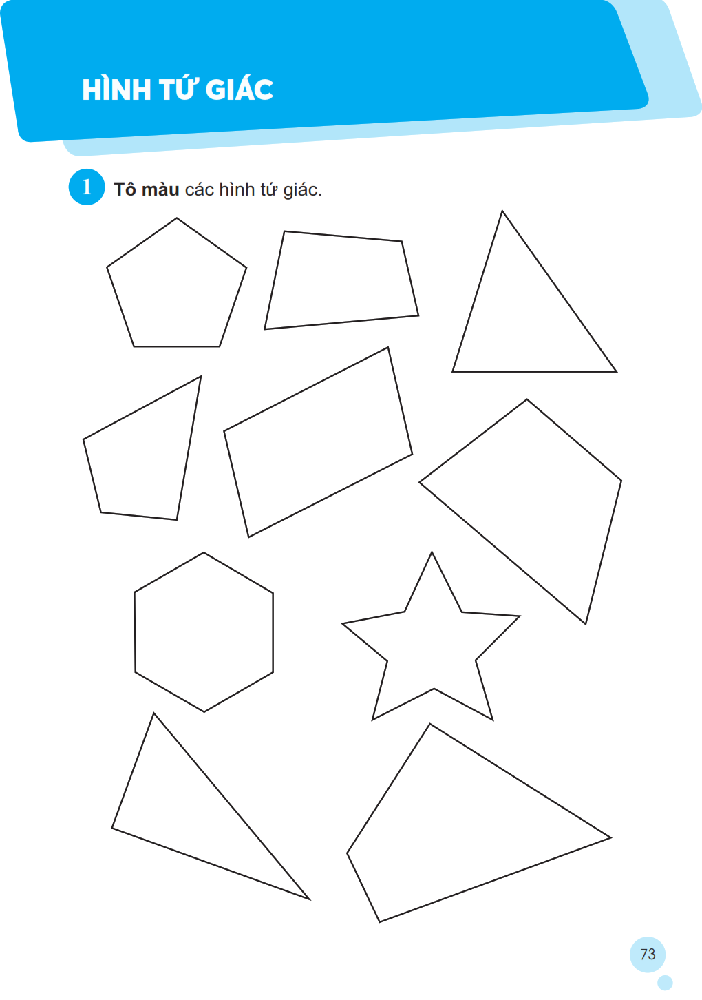 HÌNH TỨ GIÁC
1 Tô màu các hình tứ giác.
73